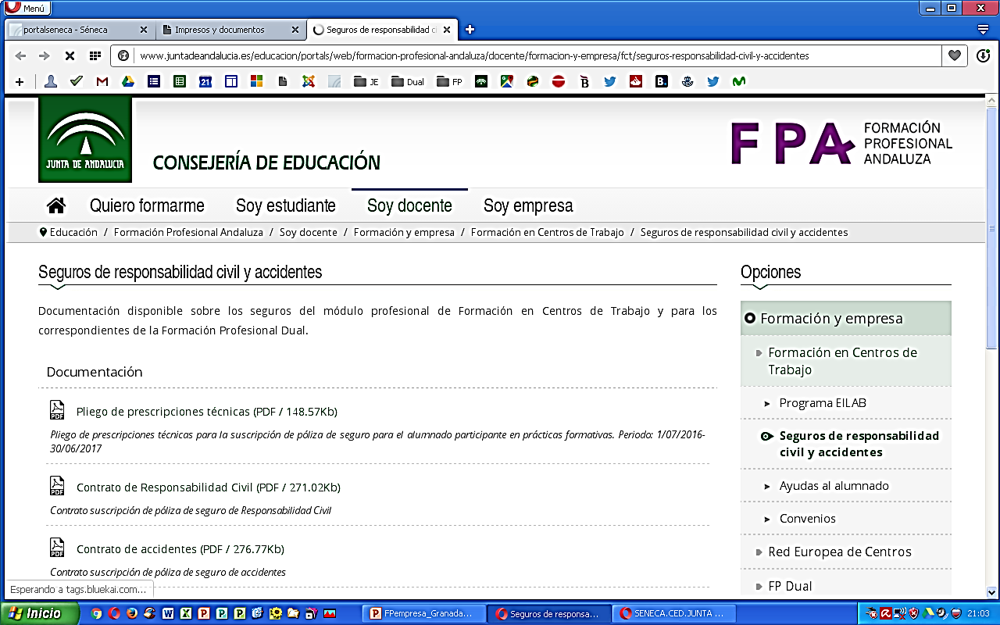 Menú
portalseneca - Séneca
Impresos y documentos
Seguros de responsabilidad ci
www.juntadeandalucia.es/educacion/portals/web/formacion-profesional-andaluza/docente/formacion-y-empresa/fct/seguros-responsabilidad-civil-y-accidentes
JE
Dual
FP
JUNTA DE ANDALUCIA
CONSEJERÍA DE EDUCACIÓN
FPA
FORMACIÓN
PROFESIONAL
ANDALUZA
Quiero formarme
Soy estudiante
Soy docente
Soy empresa
Educación / Formación Profesional Andaluza / Soy docente / Formación y empresa / Formación en Centros de Trabajo / Seguros de responsabilidad civil y accidentes
Seguros de responsabilidad civil y accidentes
Documentación disponible sobre los seguros del módulo profesional de Formación en Centros de Trabajo y para los
correspondientes de la Formación Profesional Dual.
Documentación
Pliego de prescripciones técnicas (PDF / 148.57Kb)
Pliego de prescripciones técnicas para la suscripción de póliza de seguro para el alumnado participante en prácticas formativas. Periodo: 1/07/2016-
30/06/2017
Contrato de Responsabilidad Civil (PDF / 271.02Kb)
Contrato suscripción de póliza de seguro de Responsabilidad Civil
Contrato de accidentes (PDF / 276.77Kb)
Contrato suscripción de póliza de seguro de accidentes
Opciones
Formación y empresa
Formación en Centros de
Trabajo
Programa EILAB
Seguros de responsabilidad
civil y accidentes
Ayudas al alumnado
Convenios
Red Europea de Centros
FP Dual
Esperando a tags.bluekai.com...
Inicio
FPempresa_Granada...
Seguros de responsa...
SENECA.CED.JUNTA ...
21:03